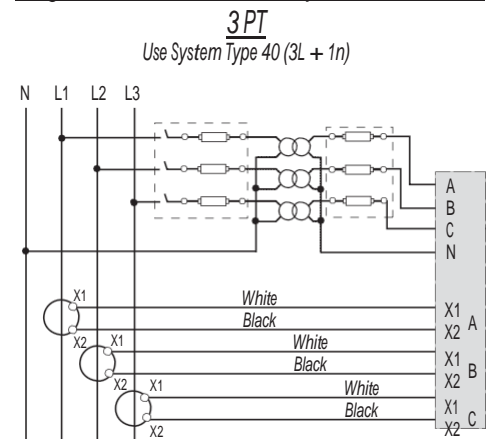 3 PT
Use System Type 40 (3L + 1n)
N L1 L2 L3
A
B
C
N
X1 White X1
X2 Black X2 A
X1 White X1
X2 Black X2 B
X1 White X1
X2 Black X2 C